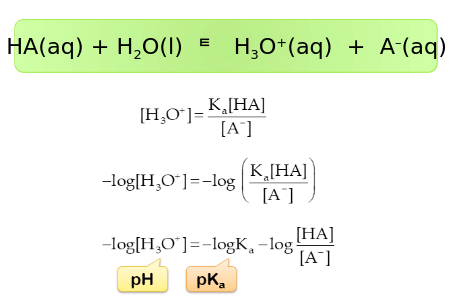 HA(aq) + H₂O(l) ⋿ H₃O⁺(aq) + A⁻(aq)
[H₃O⁺]=Kₐ[HA]/[A⁻]
−log[H₃O⁺]=−log(Kₐ[HA]/[A⁻])
−log[H₃O⁺]=−logKₐ−log[HA]/[A⁻]
pH pKₐ